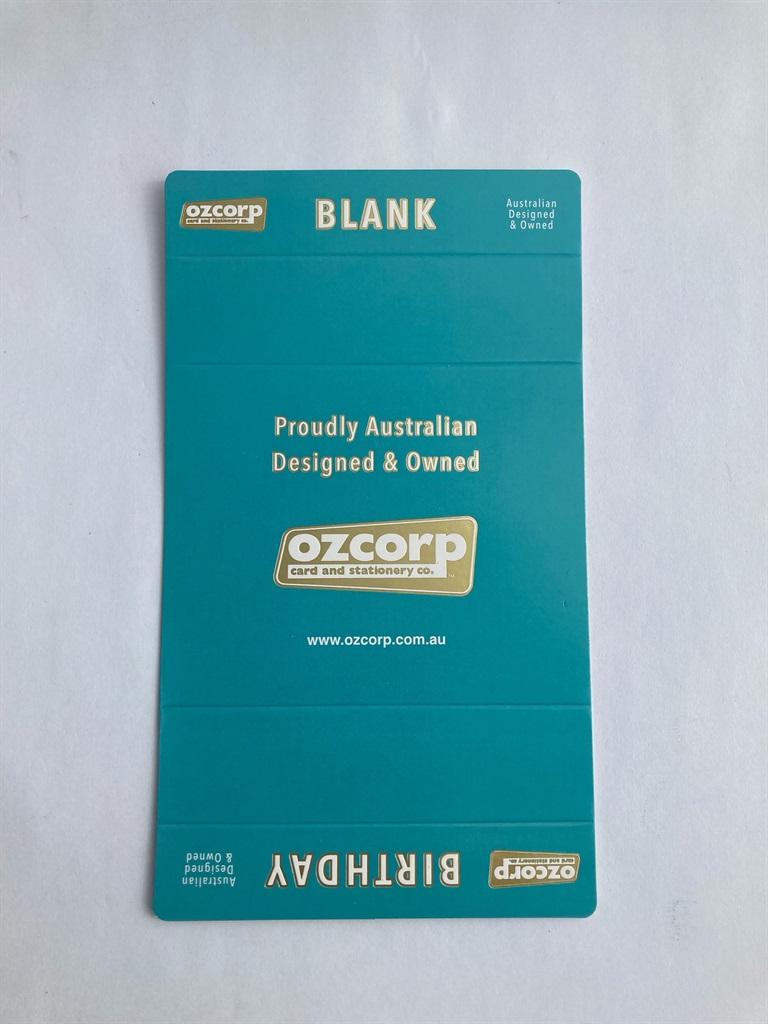 ozcorp
card and stationery co.
BLANK
Australian
Designed
& Owned
Proudly Australian
Designed & Owned
ozcorp
card and stationery co.
™
www.ozcorp.com.au
ozcorp
card and stationery co.
BIRTHDAY
Australian
Designed
& Owned